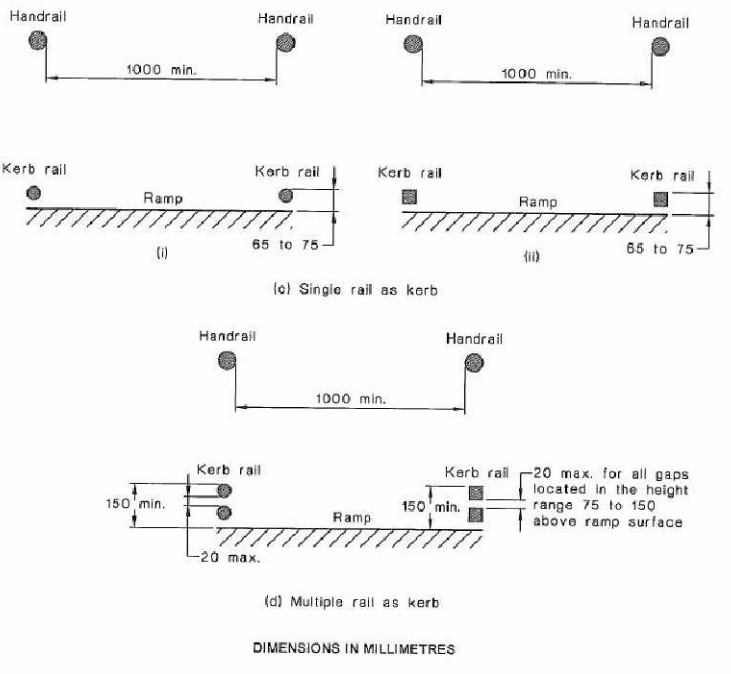 Handrail Handrail Handrail Handrail
1000 min. 1000 min.
Kerb rail Kerb rail Kerb rail Kerb rail
Ramp Ramp
65 to 75 65 to 75
(i) (ii)
(c) Single rail as kerb
Handrail Handrail
1000 min.
Kerb rail Kerb rail 20 max. for all gaps
located in the height
150 min. 150 min. range 75 to 150
Ramp above ramp surface
20 max.
(d) Multiple rail as kerb
DIMENSIONS IN MILLIMETRES